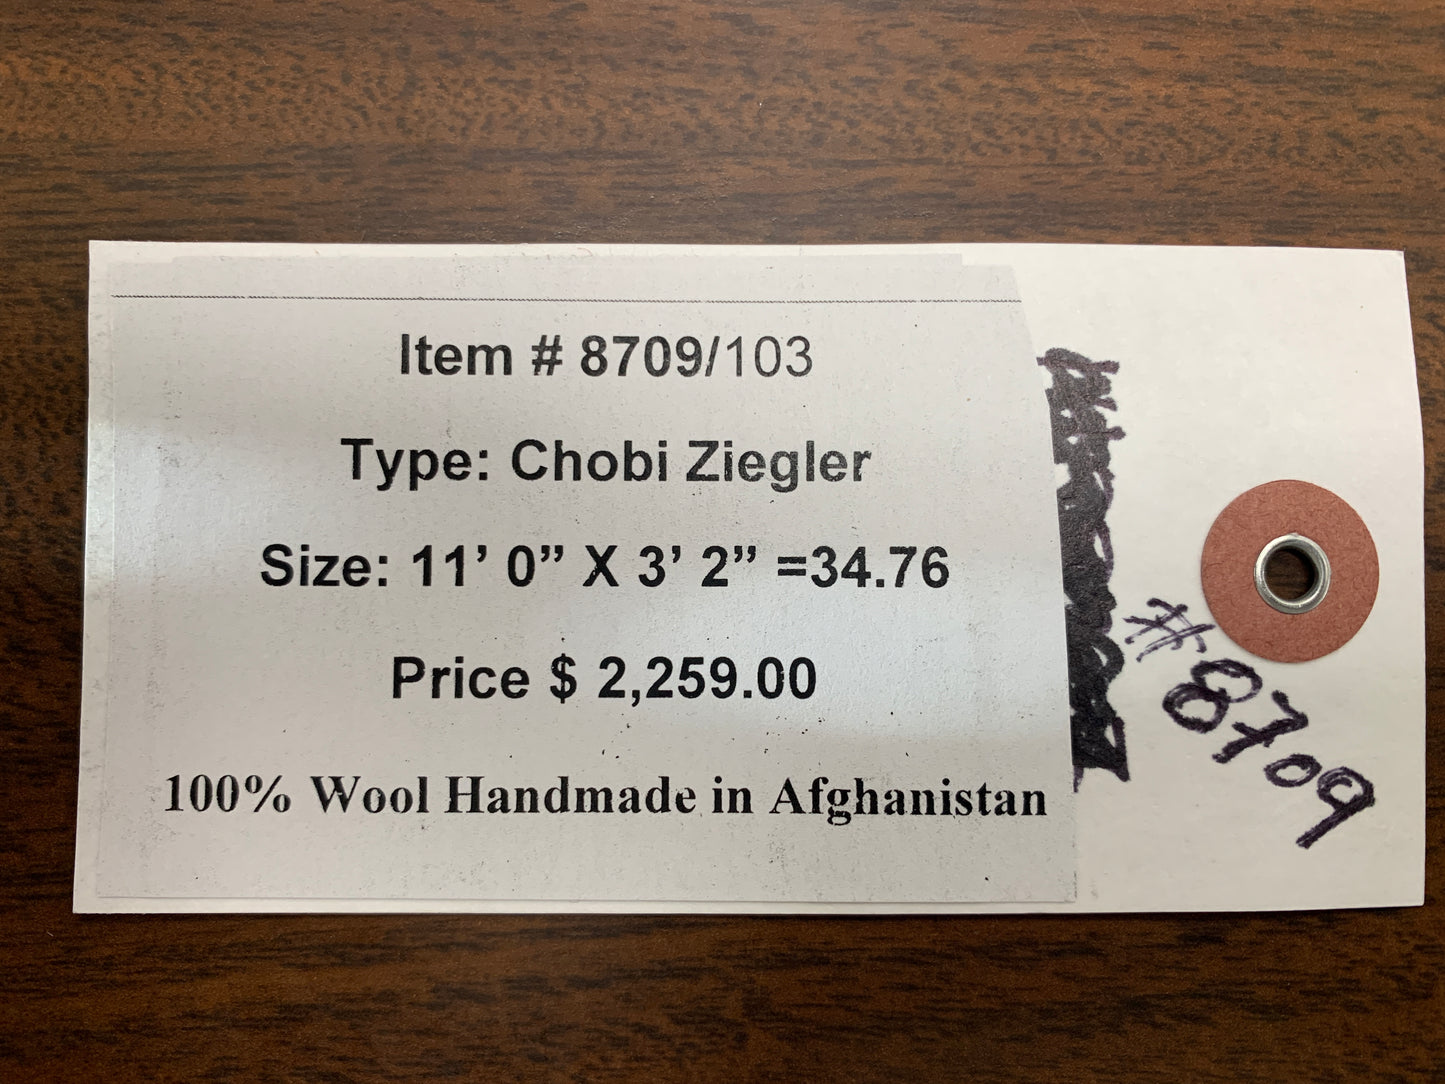 Item # 8709/103
Type: Chobi Ziegler
Size: 11’ 0” X 3’ 2” =34.76
Price $ 2,259.00
100% Wool Handmade in Afghanistan
#8709